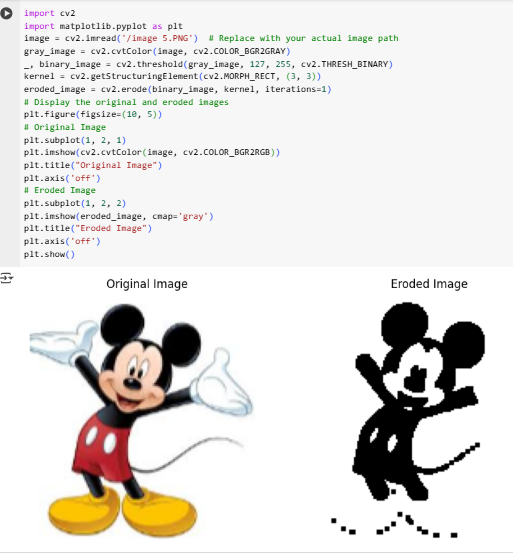 import cv2
import matplotlib.pyplot as plt
image = cv2.imread('/image 5.PNG')  # Replace with your actual image path
gray_image = cv2.cvtColor(image, cv2.COLOR_BGR2GRAY)
_, binary_image = cv2.threshold(gray_image, 127, 255, cv2.THRESH_BINARY)
kernel = cv2.getStructuringElement(cv2.MORPH_RECT, (3, 3))
eroded_image = cv2.erode(binary_image, kernel, iterations=1)
# Display the original and eroded images
plt.figure(figsize=(10, 5))
# Original Image
plt.subplot(1, 2, 1)
plt.imshow(cv2.cvtColor(image, cv2.COLOR_BGR2RGB))
plt.title("Original Image")
plt.axis('off')
# Eroded Image
plt.subplot(1, 2, 2)
plt.imshow(eroded_image, cmap='gray')
plt.title("Eroded Image")
plt.axis('off')
plt.show()
Original Image
Eroded Image